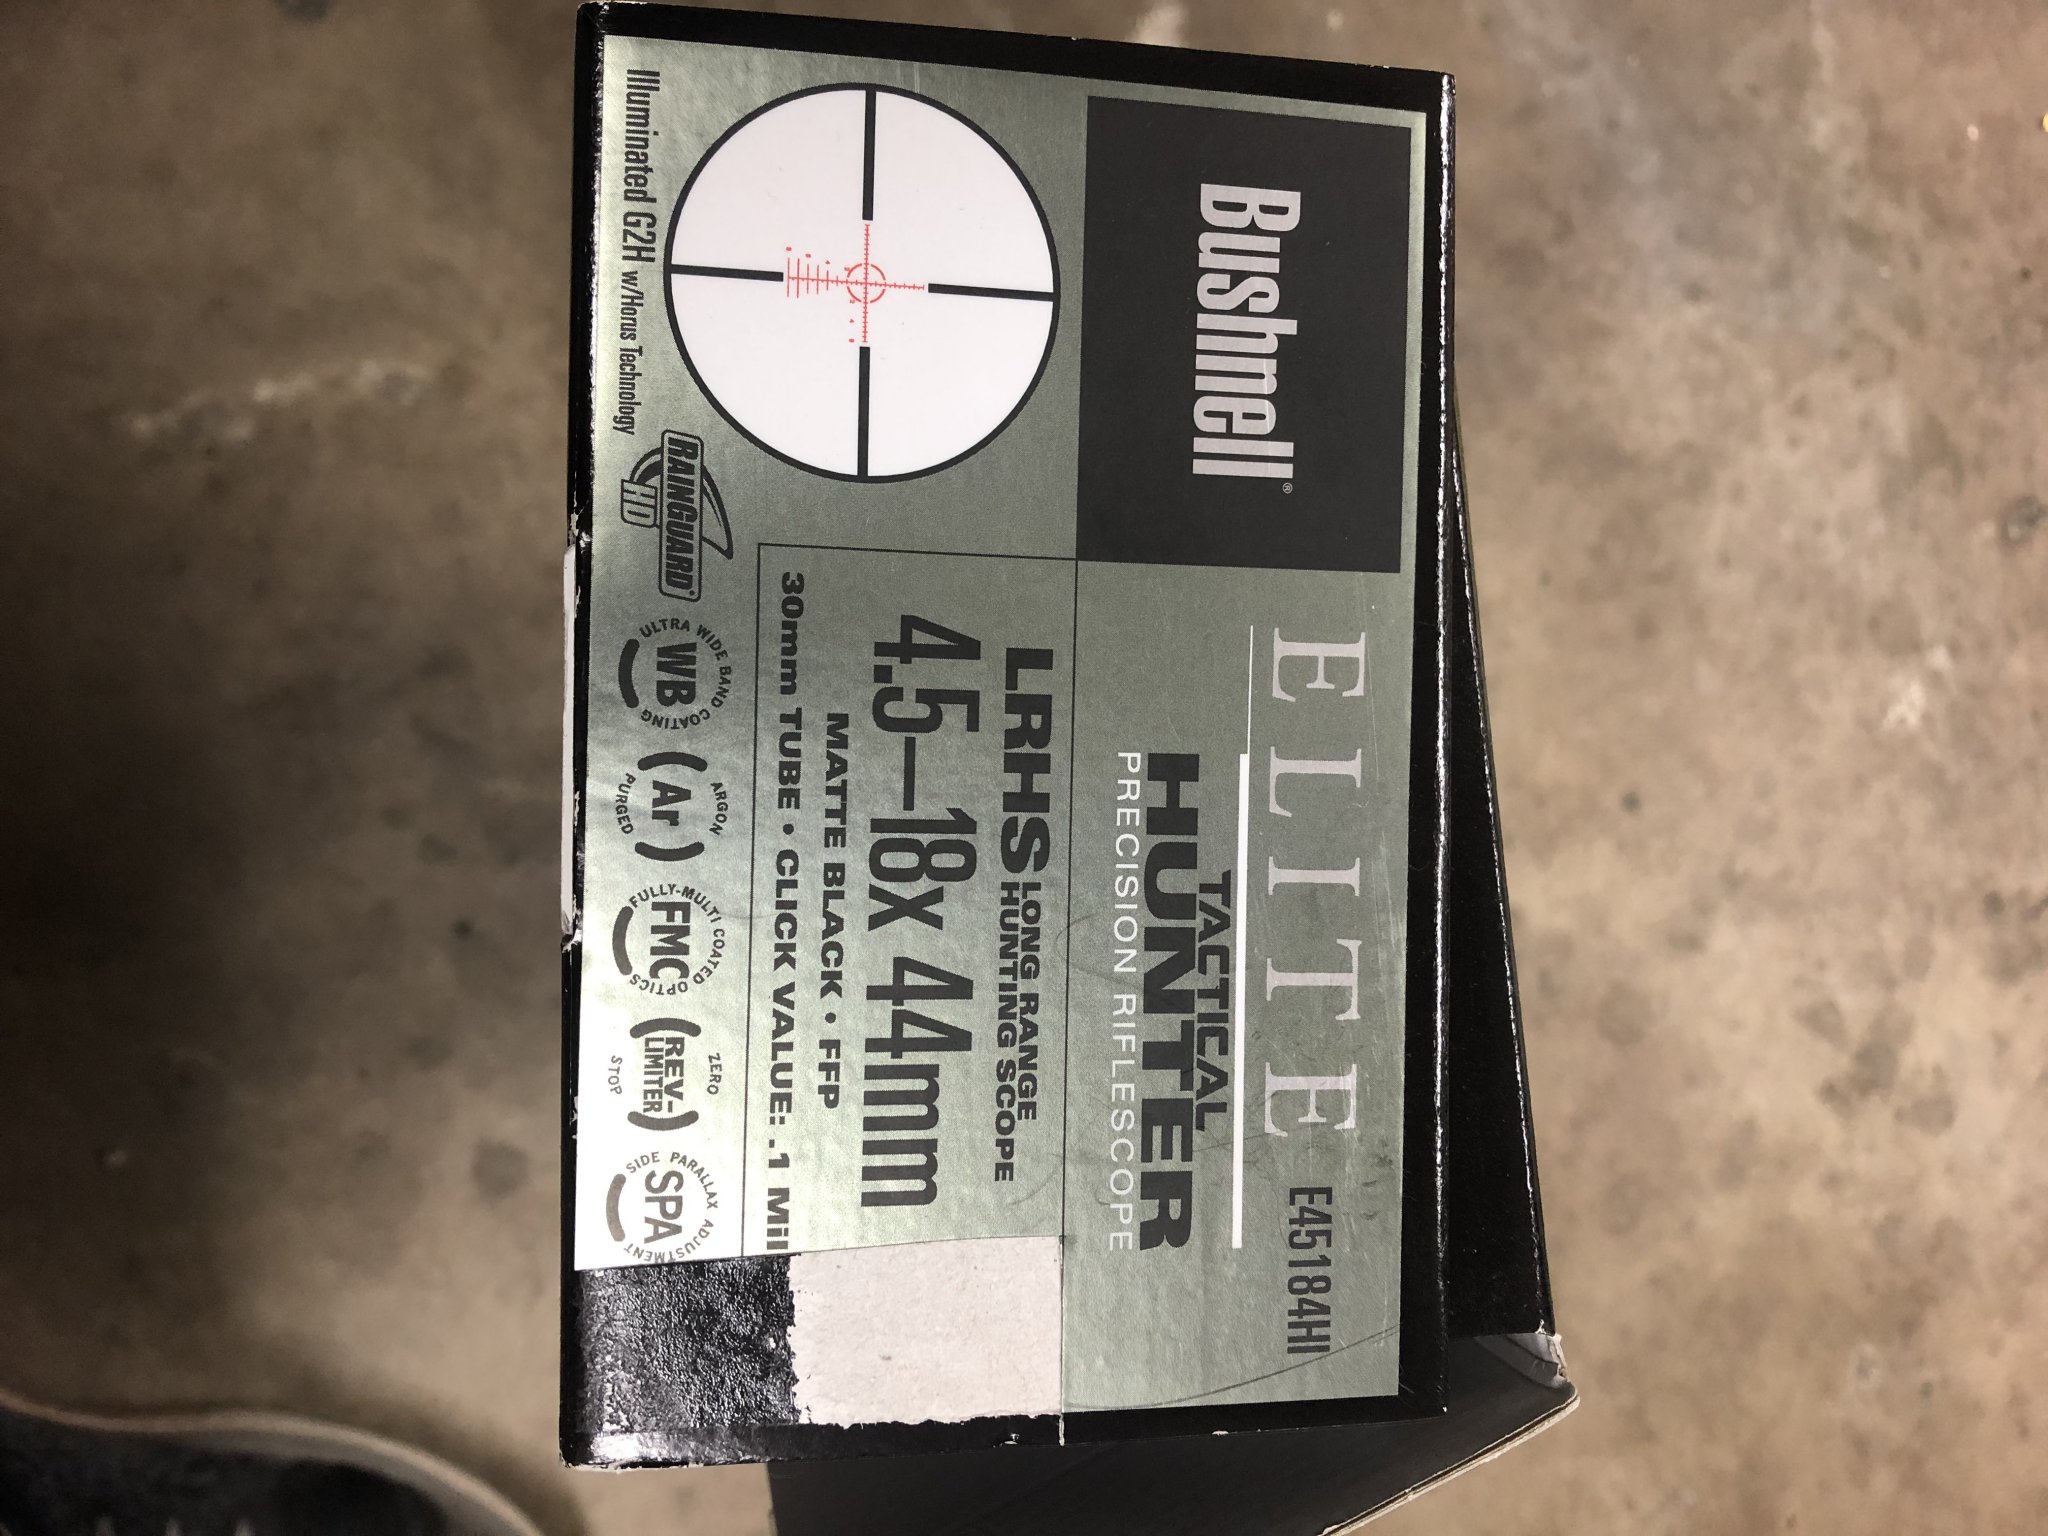 Bushnell®
ELITE E45184HI
TACTICAL
HUNTER
PRECISION RIFLESCOPE
LRHS LONG RANGE
HUNTING SCOPE
4.5–18x 44mm
MATTE BLACK • FFP
30mm TUBE • CLICK VALUE: .1 Mil
Illuminated G2H w/Horus Technology
RAINGUARD®
HD
ULTRA WIDE BAND COATING
WB
ARGON
(Ar)
PURGED
FULLY-MULTI COATED OPTICS
FMC
ZERO
(REV-
LIMITER)
STOP
SIDE PARALLAX ADJUSTMENT
SPA